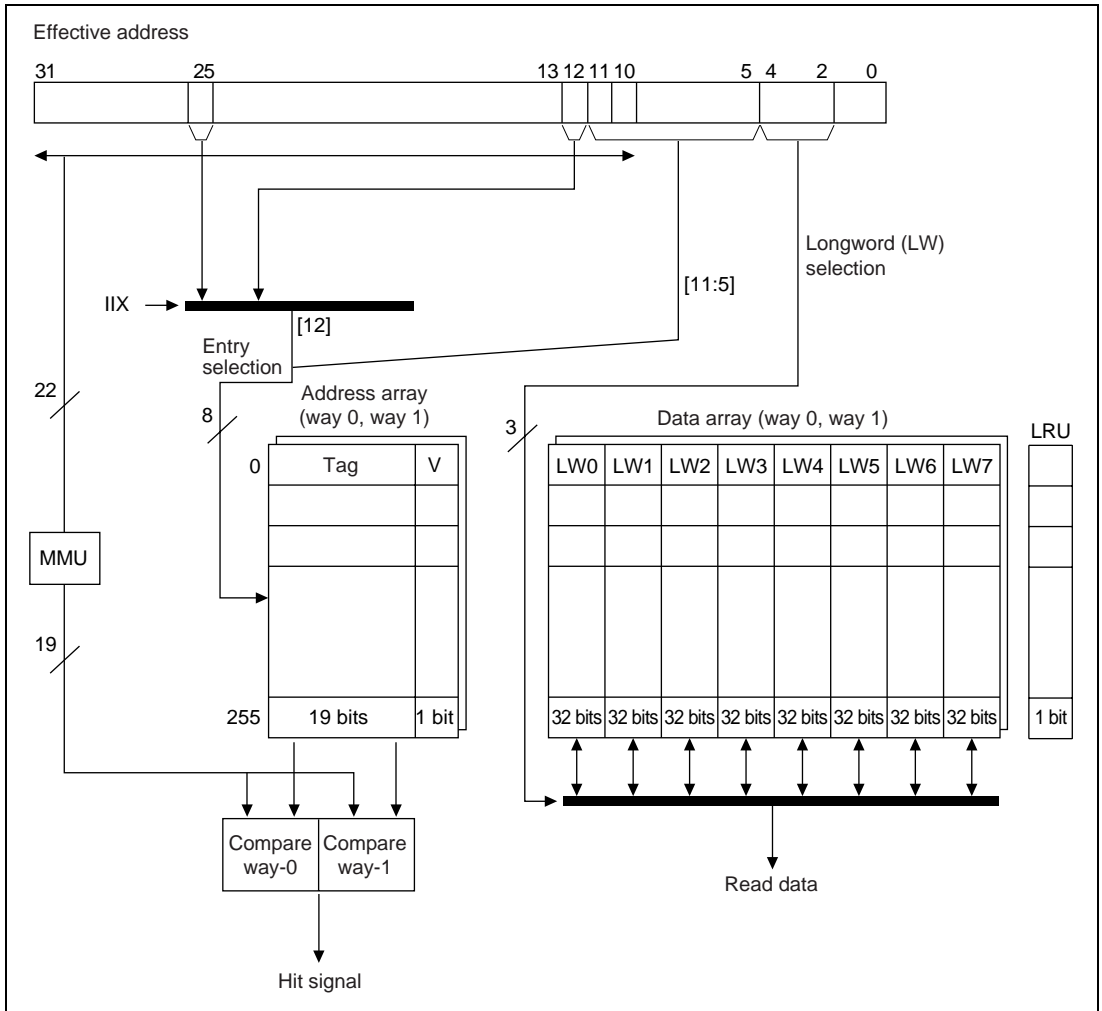 Effective address
31 25 13 12 11 10 5 4 2 0
Longword (LW)
selection
[11:5]
IIX
[12]
Entry
selection
22
8
Address array
(way 0, way 1)
3
Data array (way 0, way 1)
LRU
0 Tag V
LW0 LW1 LW2 LW3 LW4 LW5 LW6 LW7
MMU
19
255 19 bits 1 bit
32 bits 32 bits 32 bits 32 bits 32 bits 32 bits 32 bits 32 bits
1 bit
Compare
way-0
Compare
way-1
Read data
Hit signal